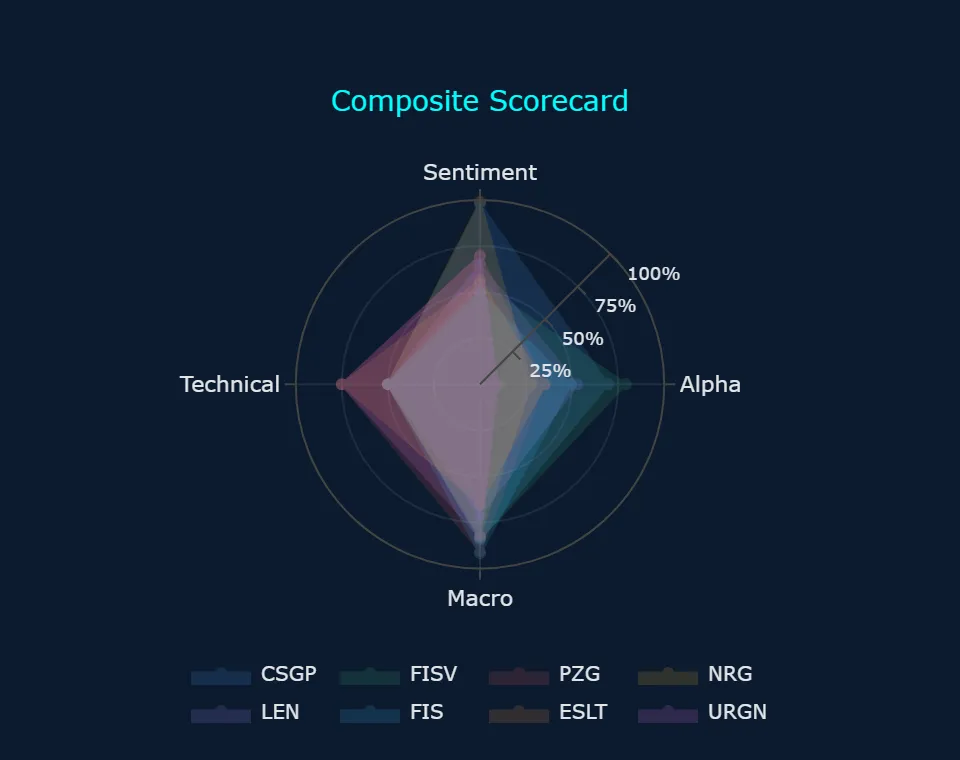 Composite Scorecard
Sentiment
100%
75%
50%
25%
Technical
Alpha
Macro
CSGP FISV PZG NRG
LEN FIS ESLT URGN